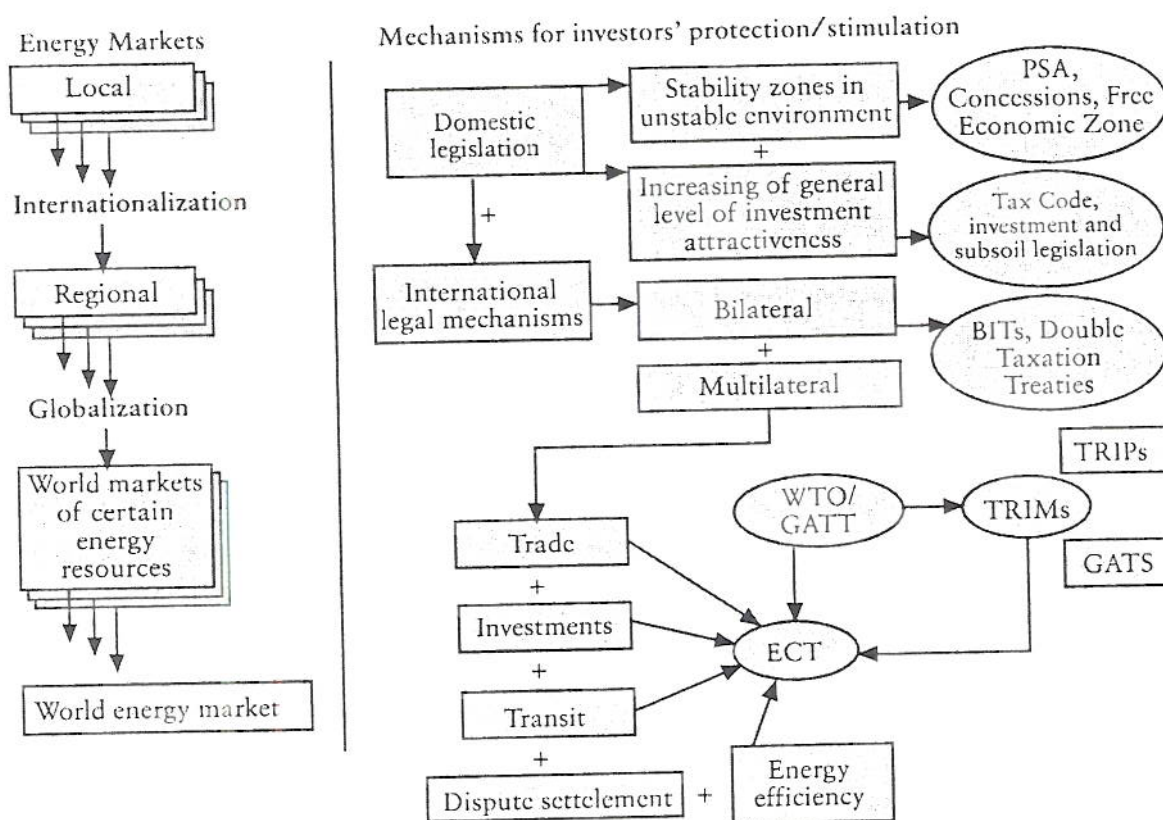 Energy Markets
Local
Internationalization
Regional
Globalization
World markets
of certain
energy
resources
World energy market
Mechanisms for investors' protection/stimulation
Domestic
legislation
+
International
legal mechanisms
Stability zones in
unstable environment
+
Increasing of general
level of investment
attractiveness
Bilateral
+
Multilateral
PSA,
Concessions, Free
Economic Zone
Tax Code,
investment and
subsoil legislation
BITs, Double
Taxation
Treaties
TRIPs
WTO/
GATT
TRIMs
GATS
Trade
+
Investments
+
Transit
+
Dispute settelement
+
Energy
efficiency
ECT